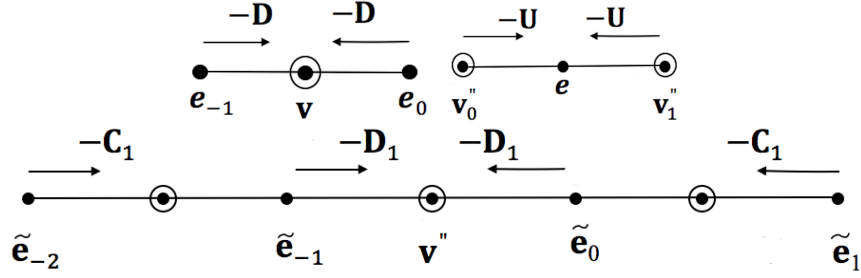 −D −D −U −U
e₋₁ v e₀ v₀" e v₁"
−C₁ −D₁ −D₁ −C₁
ẽ₋₂ ẽ₋₁ v" ẽ₀ ẽ₁